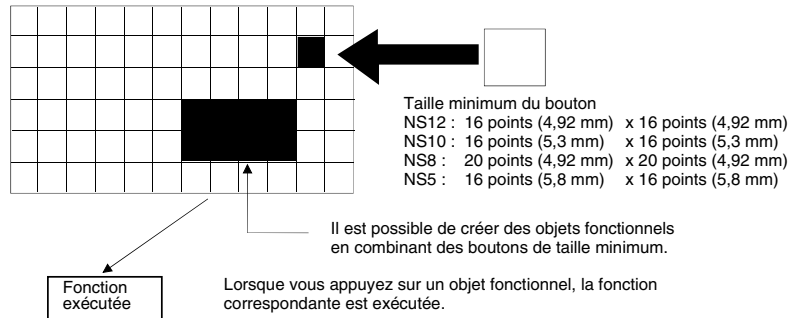 Taille minimum du bouton
NS12 : 16 points (4,92 mm) x 16 points (4,92 mm)
NS10 : 16 points (5,3 mm) x 16 points (5,3 mm)
NS8 : 20 points (4,92 mm) x 20 points (4,92 mm)
NS5 : 16 points (5,8 mm) x 16 points (5,8 mm)
Il est possible de créer des objets fonctionnels
en combinant des boutons de taille minimum.
Fonction
exécutée
Lorsque vous appuyez sur un objet fonctionnel, la fonction
correspondante est exécutée.